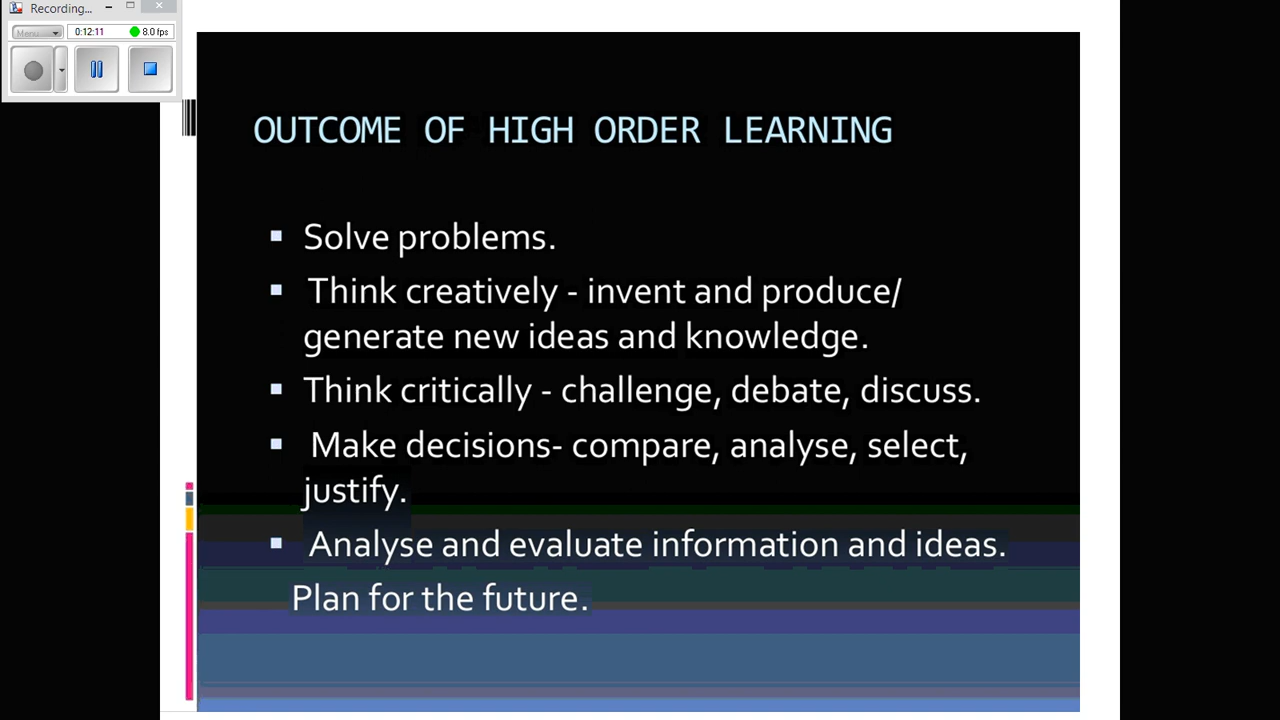 Recording...
Menu
0:12:11
8.0 fps
OUTCOME OF HIGH ORDER LEARNING
Solve problems.
Think creatively - invent and produce/
generate new ideas and knowledge.
Think critically - challenge, debate, discuss.
Make decisions- compare, analyse, select,
justify.
Analyse and evaluate information and ideas.
Plan for the future.